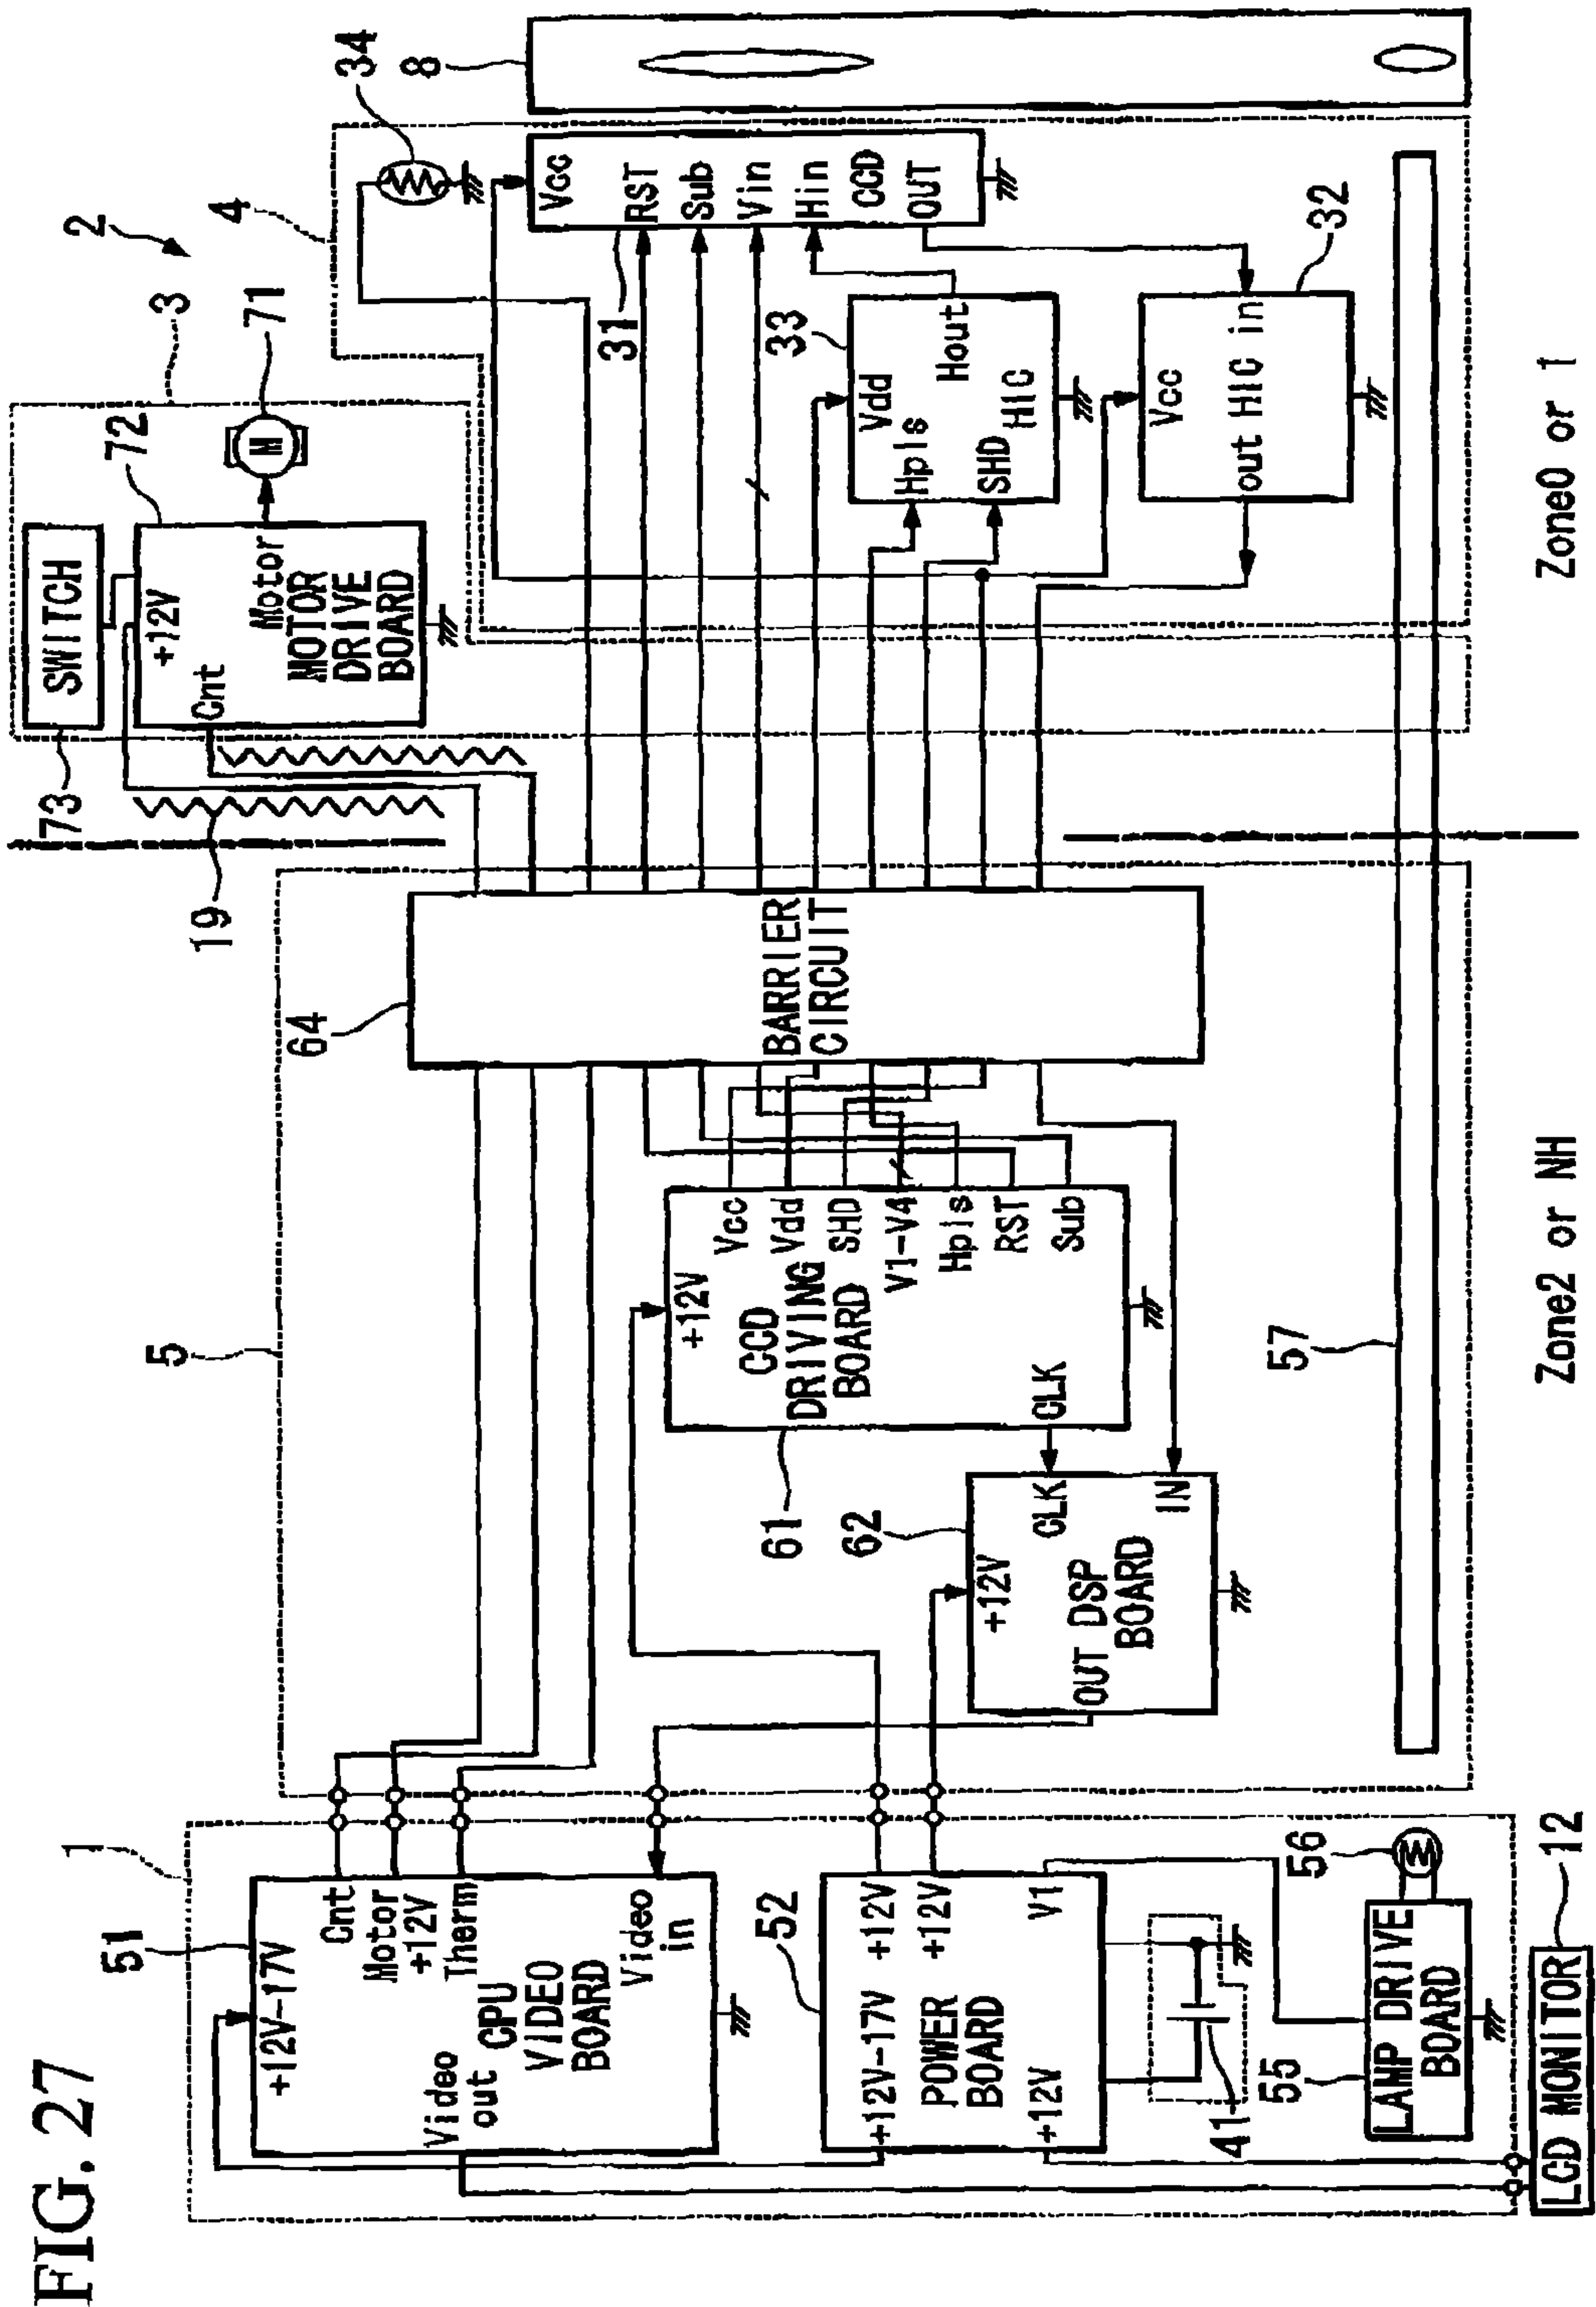 FIG. 27
1
51
+12V-17V
Cnt
Motor
+12V
Therm
CPU
VIDEO
BOARD
Video
in
Video
out
52
+12V-17V
+12V
+12V
POWER
BOARD
V1
+12V
41
55
LAMP DRIVE
BOARD
56
LCD MONITOR
12
5
64
BARRIER
CIRCUIT
61
+12V
CCD
DRIVING
BOARD
Vcc
Vdd
SHD
V1-V4
Hpls
RST
Sub
CLK
62
+12V
CLK
IN
OUT DSP
BOARD
57
Zone2 or NH
19
73
SWITCH
72
+12V
Cnt
Motor
MOTOR
DRIVE
BOARD
71
M
3
2
4
34
8
31
Vcc
RST
Sub
Vin
Hin
CCD
OUT
33
Vdd
Hpls
Hout
SHD
HIC
32
Vcc
out HIC in
Zone0 or 1